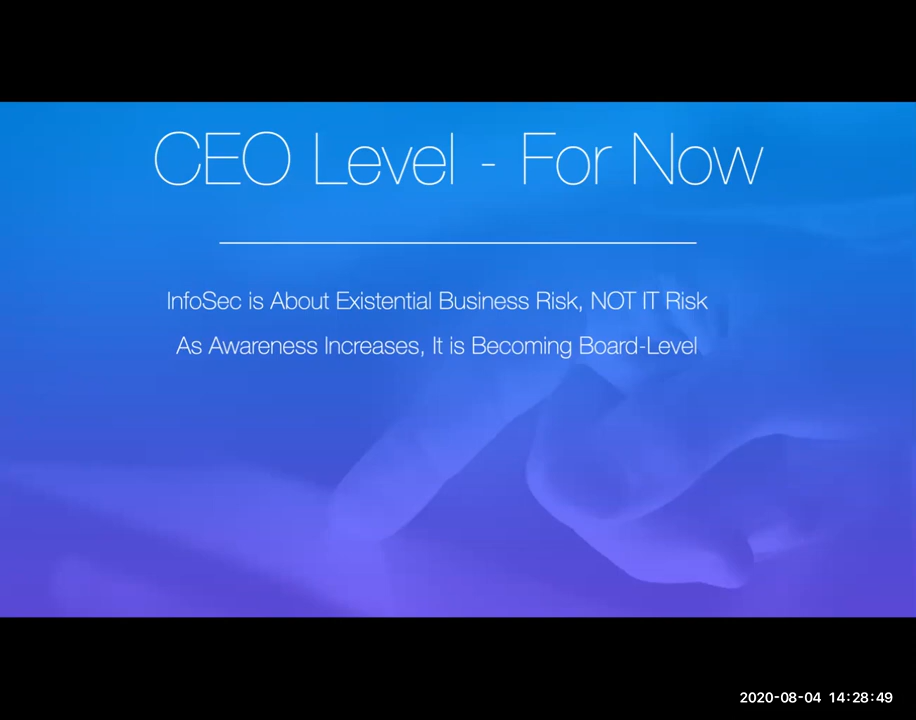 CEO Level - For Now
InfoSec is About Existential Business Risk, NOT IT Risk
As Awareness Increases, It is Becoming Board-Level
2020-08-04 14:28:49